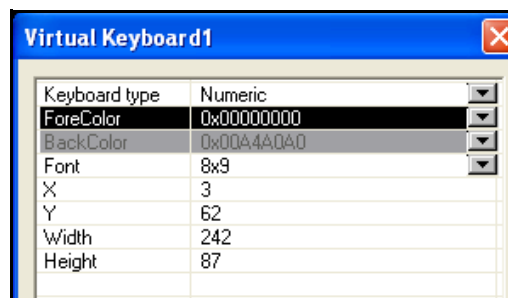 Virtual Keyboard1
Keyboard type Numeric
ForeColor 0x00000000
BackColor 0x00A4A0A0
Font 8x9
X 3
Y 62
Width 242
Height 87